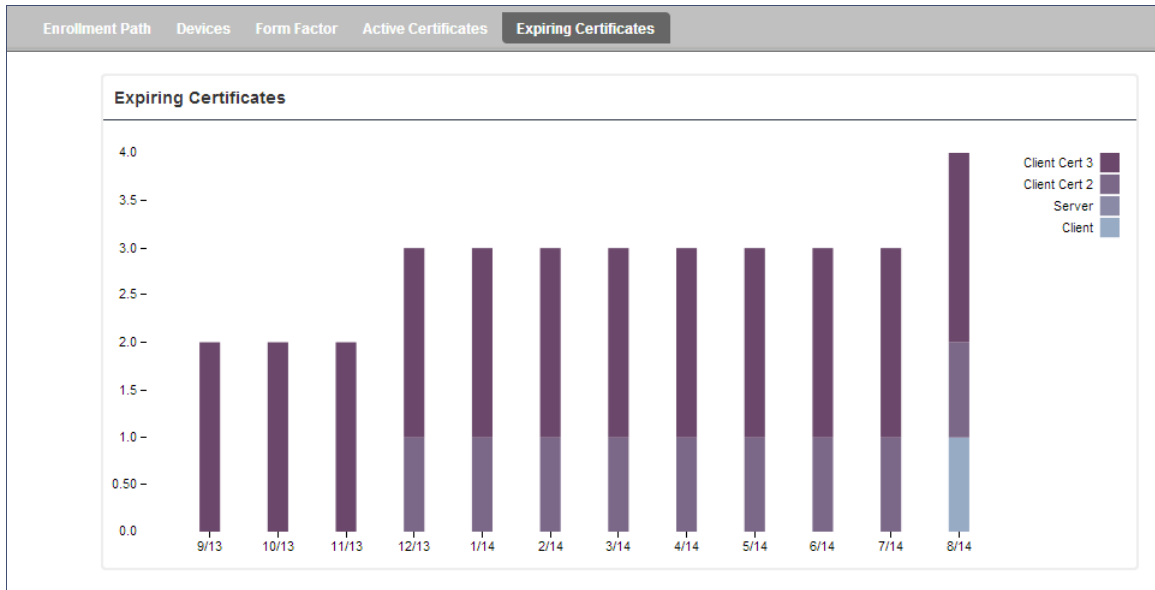 Enrollment Path Devices Form Factor Active Certificates Expiring Certificates
Expiring Certificates
4.0
3.5
3.0
2.5
2.0
1.5
1.0
0.50
0.0
Client Cert 3
Client Cert 2
Server
Client
9/13 10/13 11/13 12/13 1/14 2/14 3/14 4/14 5/14 6/14 7/14 8/14